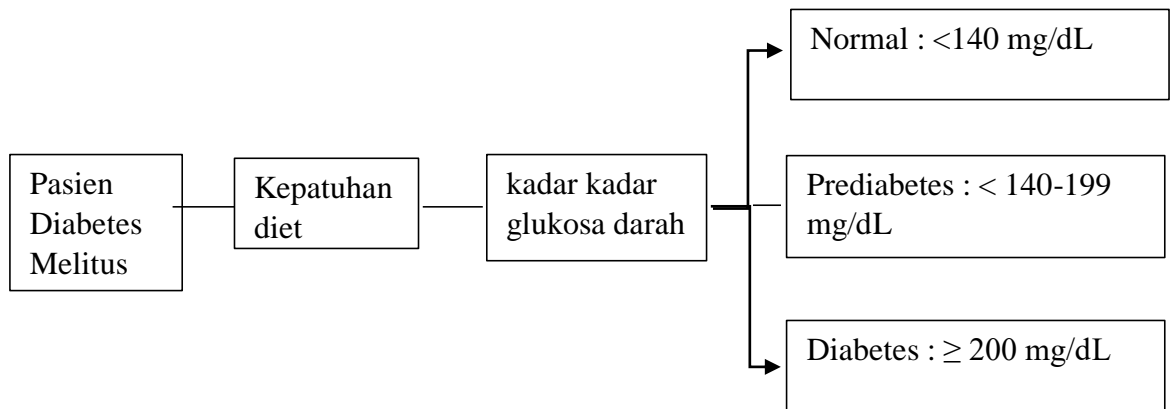 Pasien
Diabetes
Melitus
Kepatuhan
diet
kadar kadar
glukosa darah
Normal : <140 mg/dL
Prediabetes : < 140-199
mg/dL
Diabetes : ≥ 200 mg/dL